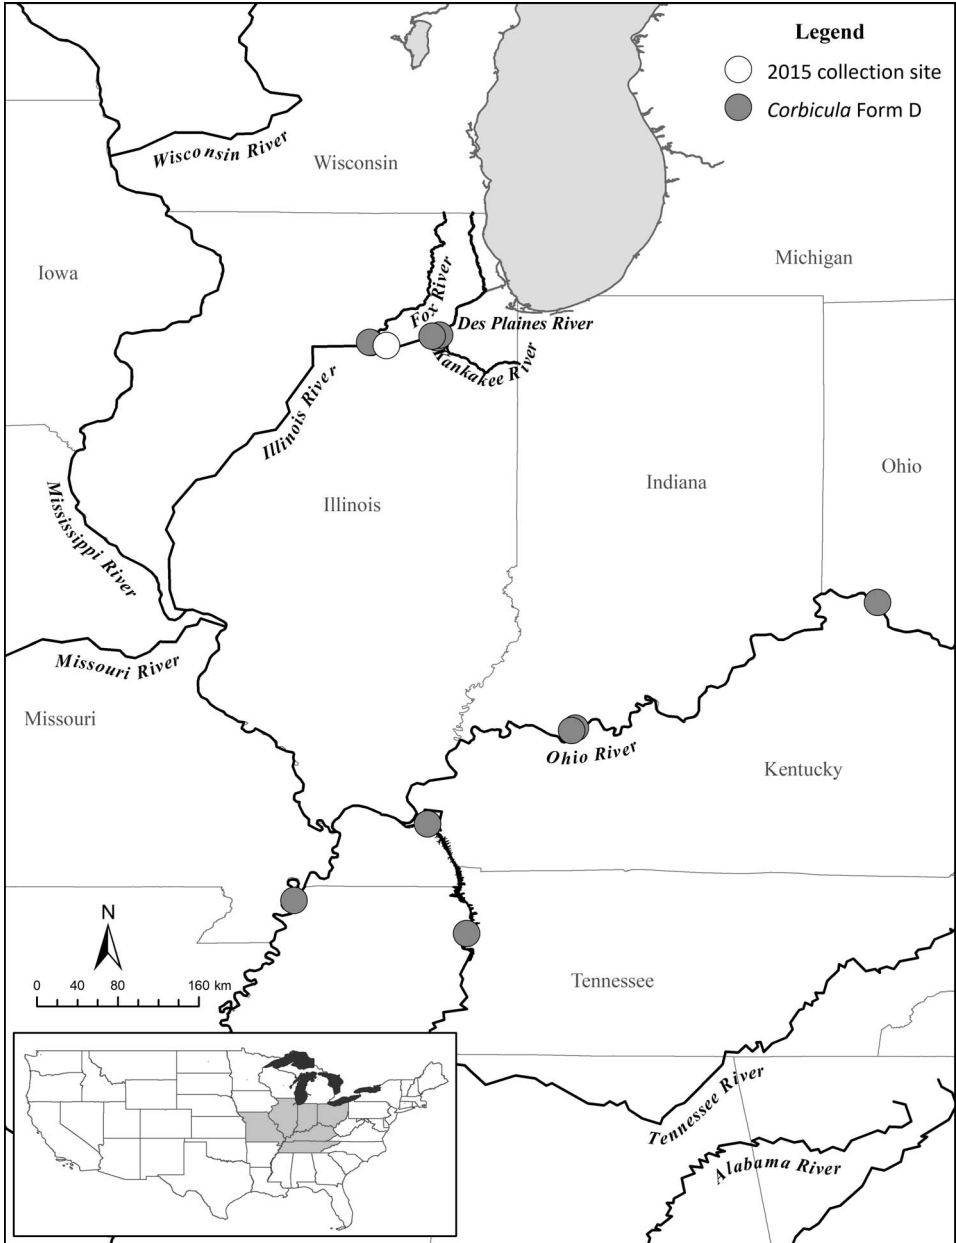 Legend
2015 collection site
Corbicula Form D
Wisconsin River
Wisconsin
Iowa
Michigan
Fox River
Des Plaines River
Kankakee River
Illinois River
Illinois
Indiana
Ohio
Mississippi River
Missouri River
Missouri
Ohio River
Kentucky
N
0 40 80 160 km
Tennessee
Tennessee River
Alabama River